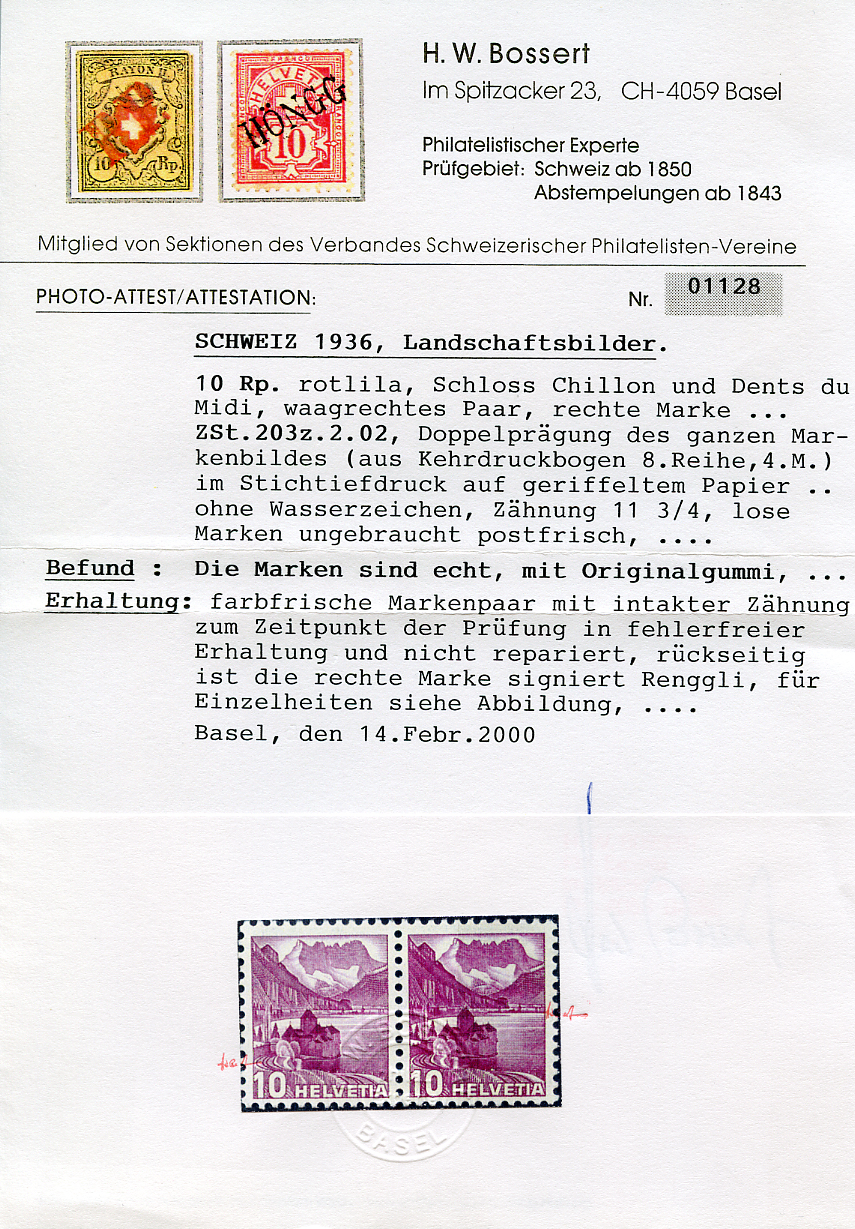 H. W. Bossert
Im Spitzacker 23, CH-4059 Basel
Philatelistischer Experte
Prüfgebiet: Schweiz ab 1850
Abstempelungen ab 1843
RAYON II.
10 Rp.
FRANCO
HELVETIA
FRANCO
10
HÖNGG
Mitglied von Sektionen des Verbandes Schweizerischer Philatelisten-Vereine
PHOTO-ATTEST/ATTESTATION:
Nr. 01128
SCHWEIZ 1936, Landschaftsbilder.
10 Rp. rotlila, Schloss Chillon und Dents du
Midi, waagrechtes Paar, rechte Marke ...
ZSt.203z.2.02, Doppelprägung des ganzen Mar-
kenbildes (aus Kehrdruckbogen 8.Reihe,4.M.)
im Stichtiefdruck auf geriffeltem Papier ..
ohne Wasserzeichen, Zähnung 11 3/4, lose
Marken ungebraucht postfrisch, ....
Befund : Die Marken sind echt, mit Originalgummi, ...
Erhaltung: farbfrische Markenpaar mit intakter Zähnung
zum Zeitpunkt der Prüfung in fehlerfreier
Erhaltung und nicht repariert, rückseitig
ist die rechte Marke signiert Renggli, für
Einzelheiten siehe Abbildung, ....
Basel, den 14.Febr.2000
10 HELVETIA 10 HELVETIA
BASEL